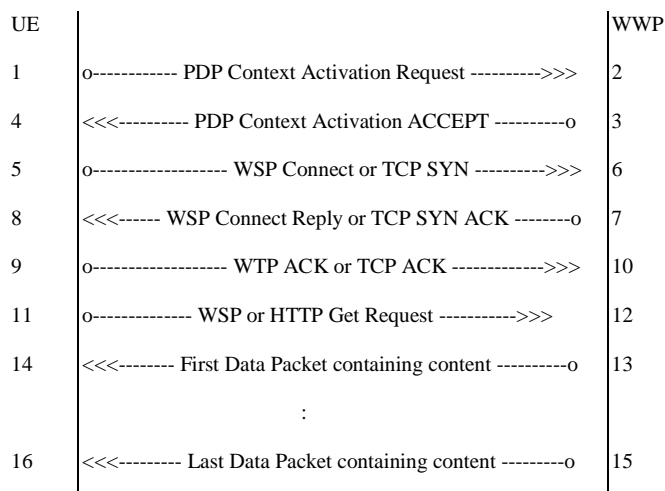 UE WWP
1 o------------- PDP Context Activation Request ---------->>> 2
4 <<<---------- PDP Context Activation ACCEPT ----------o 3
5 o------------------- WSP Connect or TCP SYN ---------->>> 6
8 <<<------ WSP Connect Reply or TCP SYN ACK --------o 7
9 o------------------- WTP ACK or TCP ACK ------------->>> 10
11 o-------------- WSP or HTTP Get Request ----------->>> 12
14 <<<-------- First Data Packet containing content ----------o 13
:
16 <<<--------- Last Data Packet containing content ---------o 15